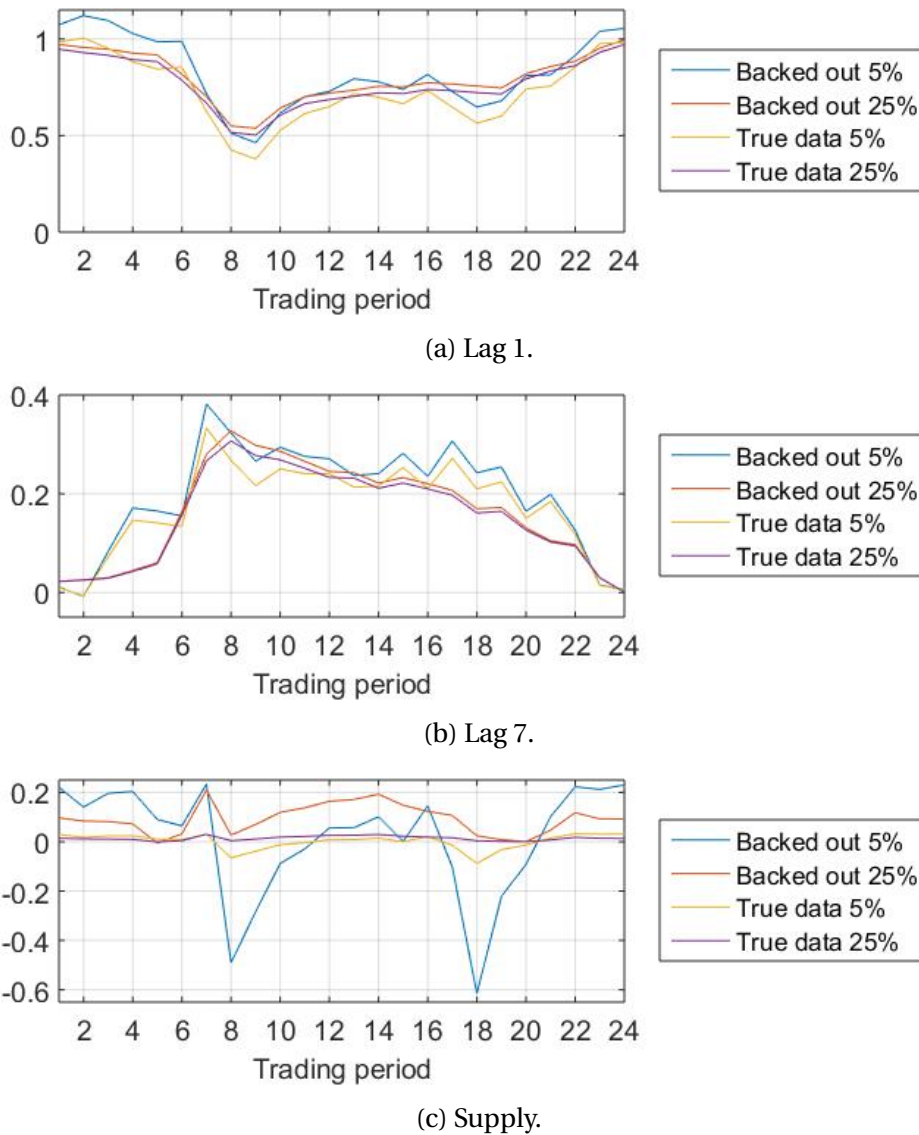 1
0.5
0
2 4 6 8 10 12 14 16 18 20 22 24
Trading period
Backed out 5%
Backed out 25%
True data 5%
True data 25%
(a) Lag 1.
0.4
0.2
0
2 4 6 8 10 12 14 16 18 20 22 24
Trading period
Backed out 5%
Backed out 25%
True data 5%
True data 25%
(b) Lag 7.
0.2
0
-0.2
-0.4
-0.6
2 4 6 8 10 12 14 16 18 20 22 24
Trading period
Backed out 5%
Backed out 25%
True data 5%
True data 25%
(c) Supply.